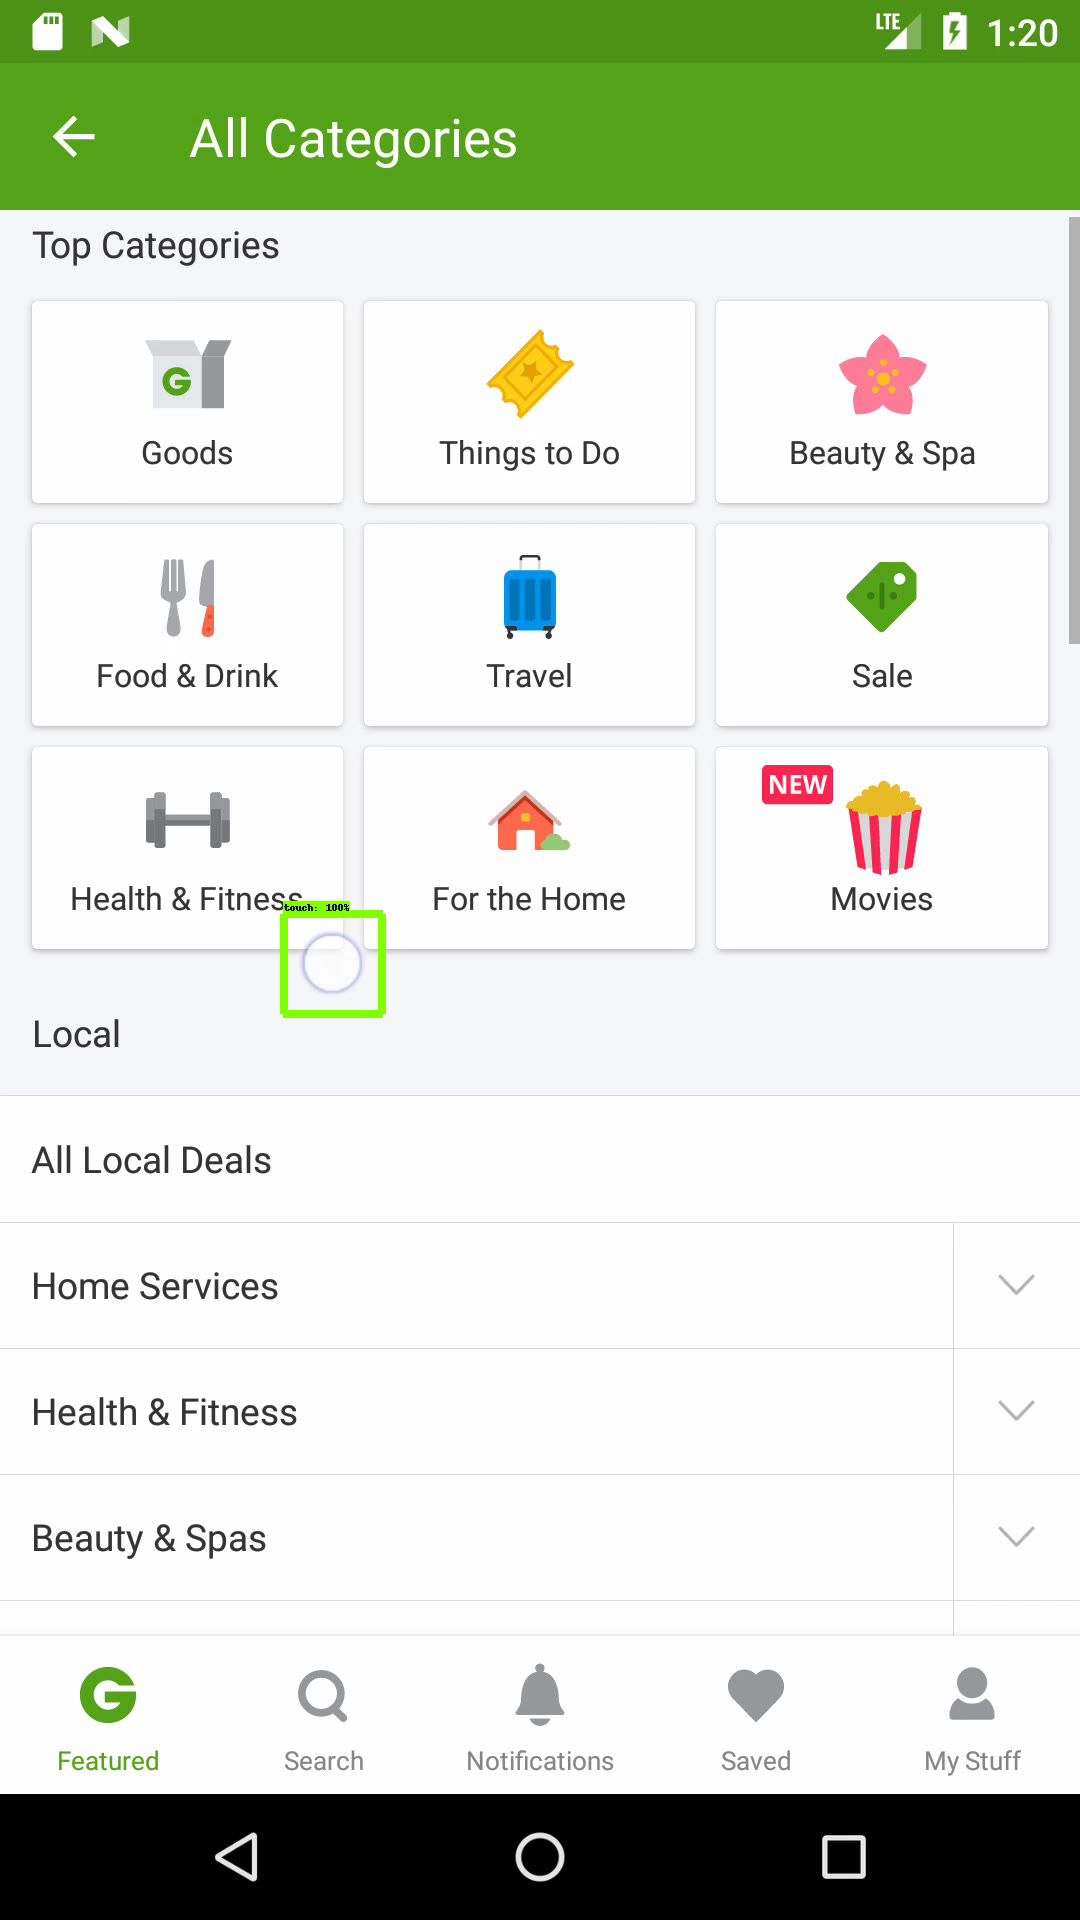 LTE 1:20
All Categories
Top Categories
Goods
Things to Do
Beauty & Spa
Food & Drink
Travel
Sale
NEW
Health & Fitness
For the Home
Movies
touch: 100%
Local
All Local Deals
Home Services
Health & Fitness
Beauty & Spas
Featured
Search
Notifications
Saved
My Stuff